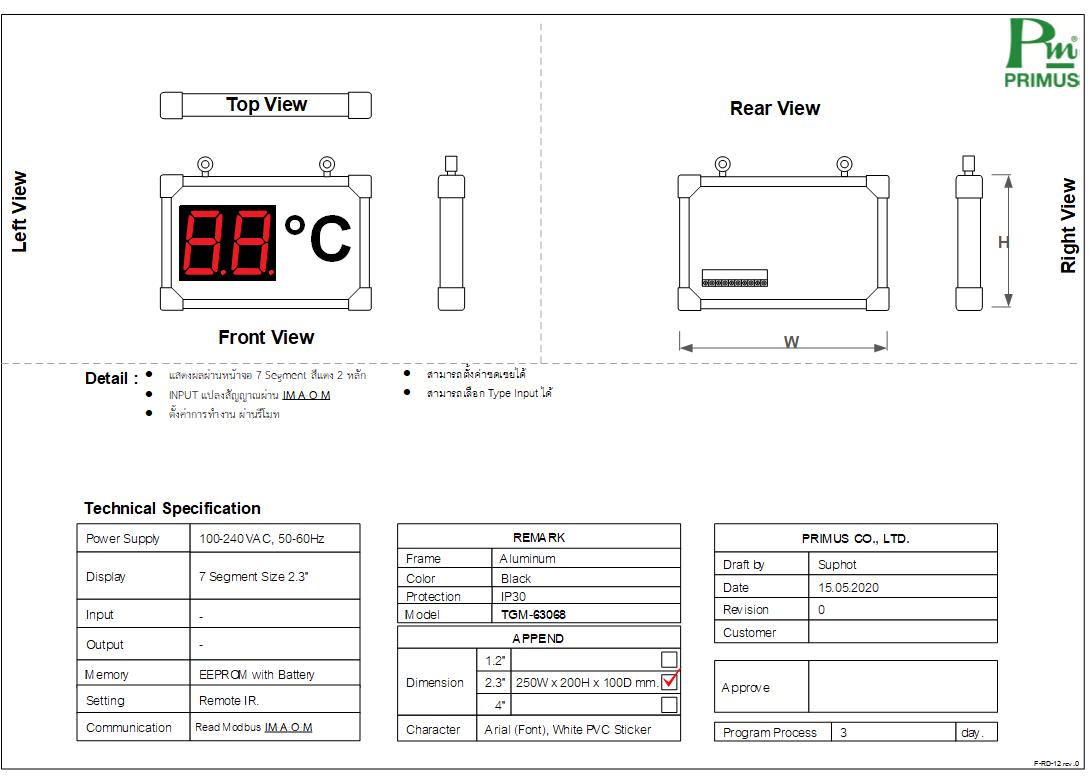 Pm®
PRIMUS
Top View
Rear View
Left View
88
°C
H
Right View
Front View
W
Detail :
● แสดงผลผ่านหน้าจอ 7 Segment สีแดง 2 หลัก
● INPUT แปลงสัญญาณผ่าน IMAOM
● ตั้งค่าการทำงาน ผ่านรีโมท
● สามารถตั้งค่าชดเชยได้
● สามารถเลือก Type Input ได้
Technical Specification
Power Supply 100-240VAC, 50-60Hz
Display 7 Segment Size 2.3"
Input -
Output -
Memory EEPROM with Battery
Setting Remote IR.
Communication Read Modbus IMAOM
REMARK
Frame Aluminum
Color Black
Protection IP30
Model TGM-63068
APPEND
Dimension
1.2"
2.3" 250W x 200H x 100D mm.
4"
Character Arial (Font), White PVC Sticker
PRIMUS CO., LTD.
Draft by Suphot
Date 15.05.2020
Revision 0
Customer
Approve
Program Process 3 day.
F-RD-12 rev.0